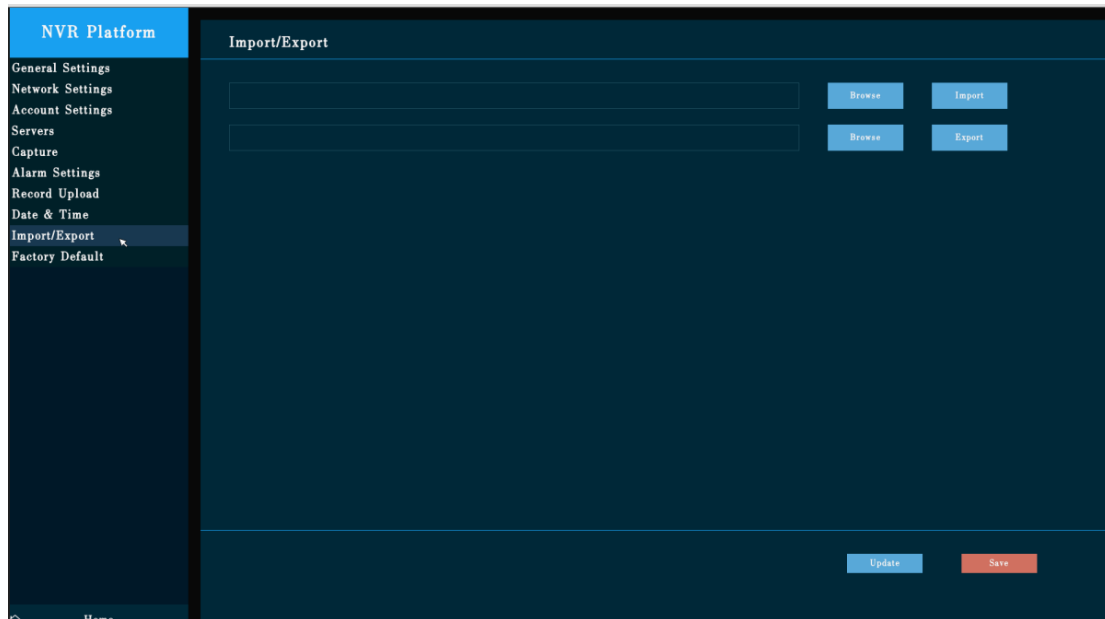 NVR Platform
General Settings
Network Settings
Account Settings
Servers
Capture
Alarm Settings
Record Upload
Date & Time
Import/Export
Factory Default
Import/Export
Browse Import
Browse Export
Update Save